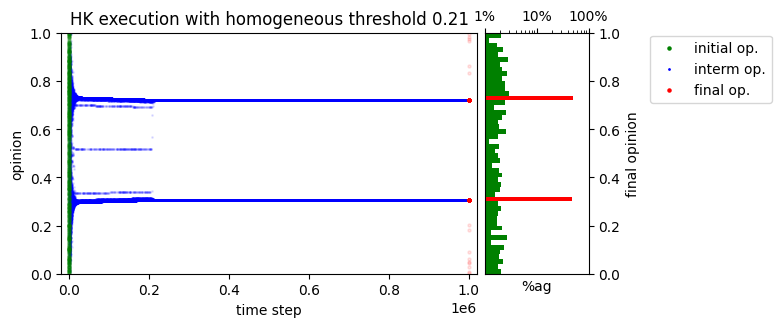 HK execution with homogeneous threshold 0.21
1% 10% 100%
initial op.
interm op.
final op.
1.0
0.8
0.6
0.4
0.2
0.0
opinion
0.0 0.2 0.4 0.6 0.8 1.0
1e6
time step
%ag
1.0
0.8
0.6
0.4
0.2
0.0
final opinion